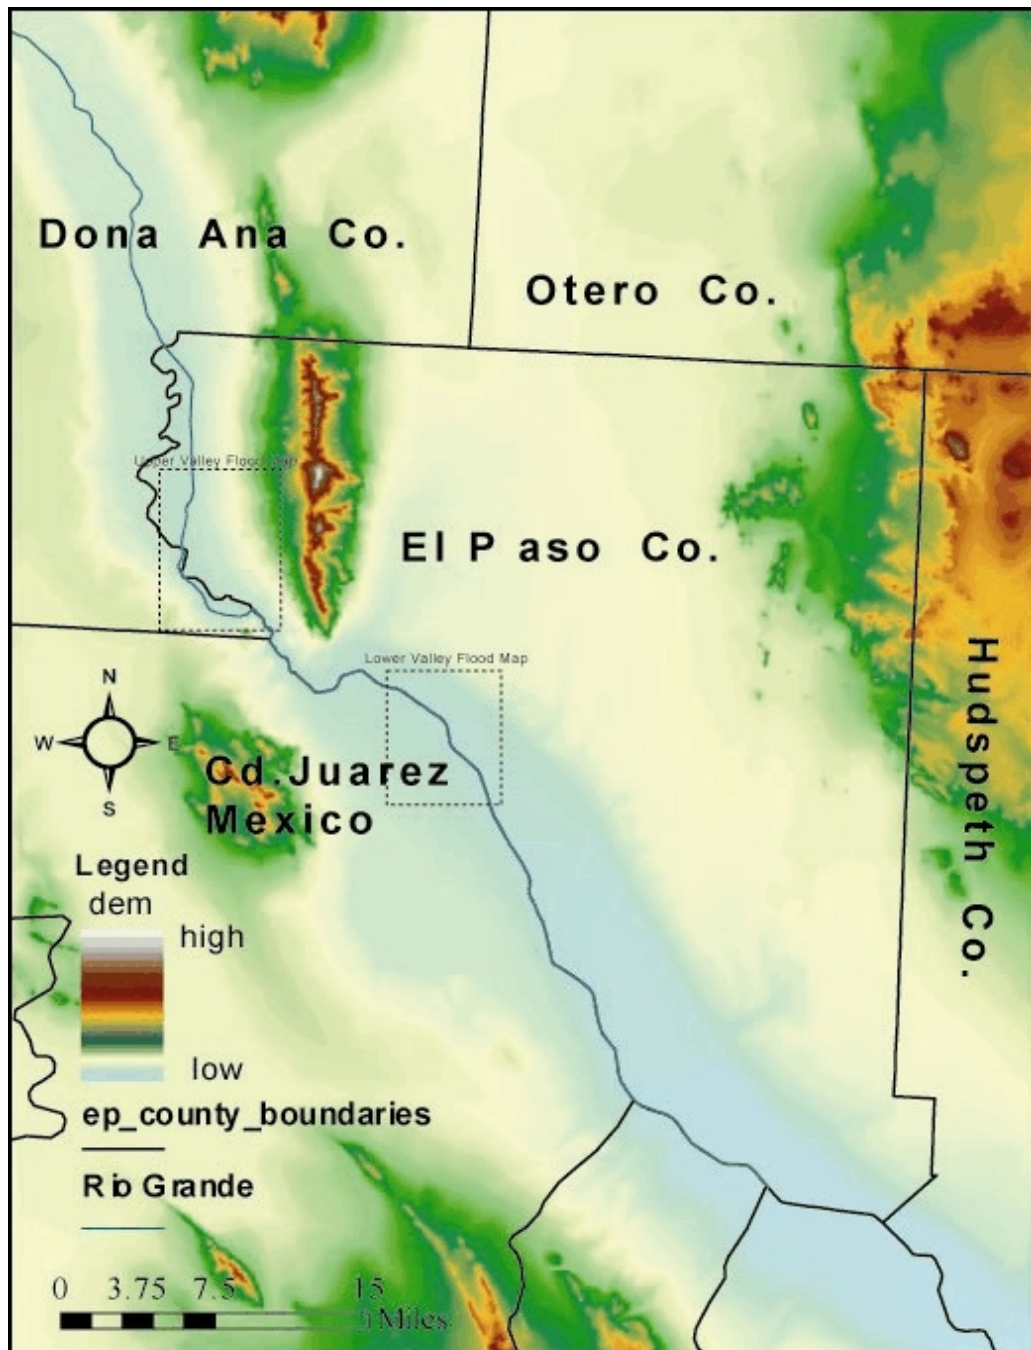 Dona Ana Co.
Otero Co.
Upper Valley Flood Map
El P aso Co.
Lower Valley Flood Map
Hudspeth Co.
N
W E
S
Cd.Juarez
Mexico
Legend
dem
high
low
ep_county_boundaries
Rio Grande
0 3.75 7.5 15
Miles